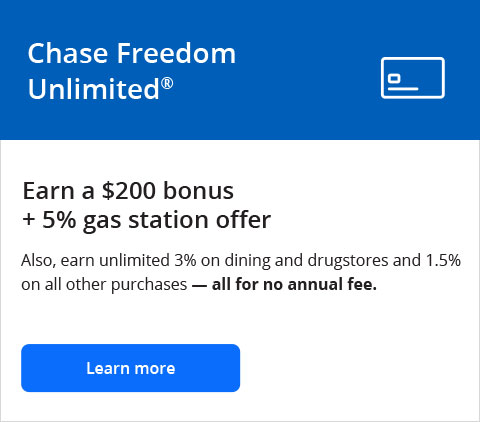 Chase Freedom
Unlimited®
Earn a $200 bonus
+ 5% gas station offer
Also, earn unlimited 3% on dining and drugstores and 1.5%
on all other purchases — all for no annual fee.
Learn more